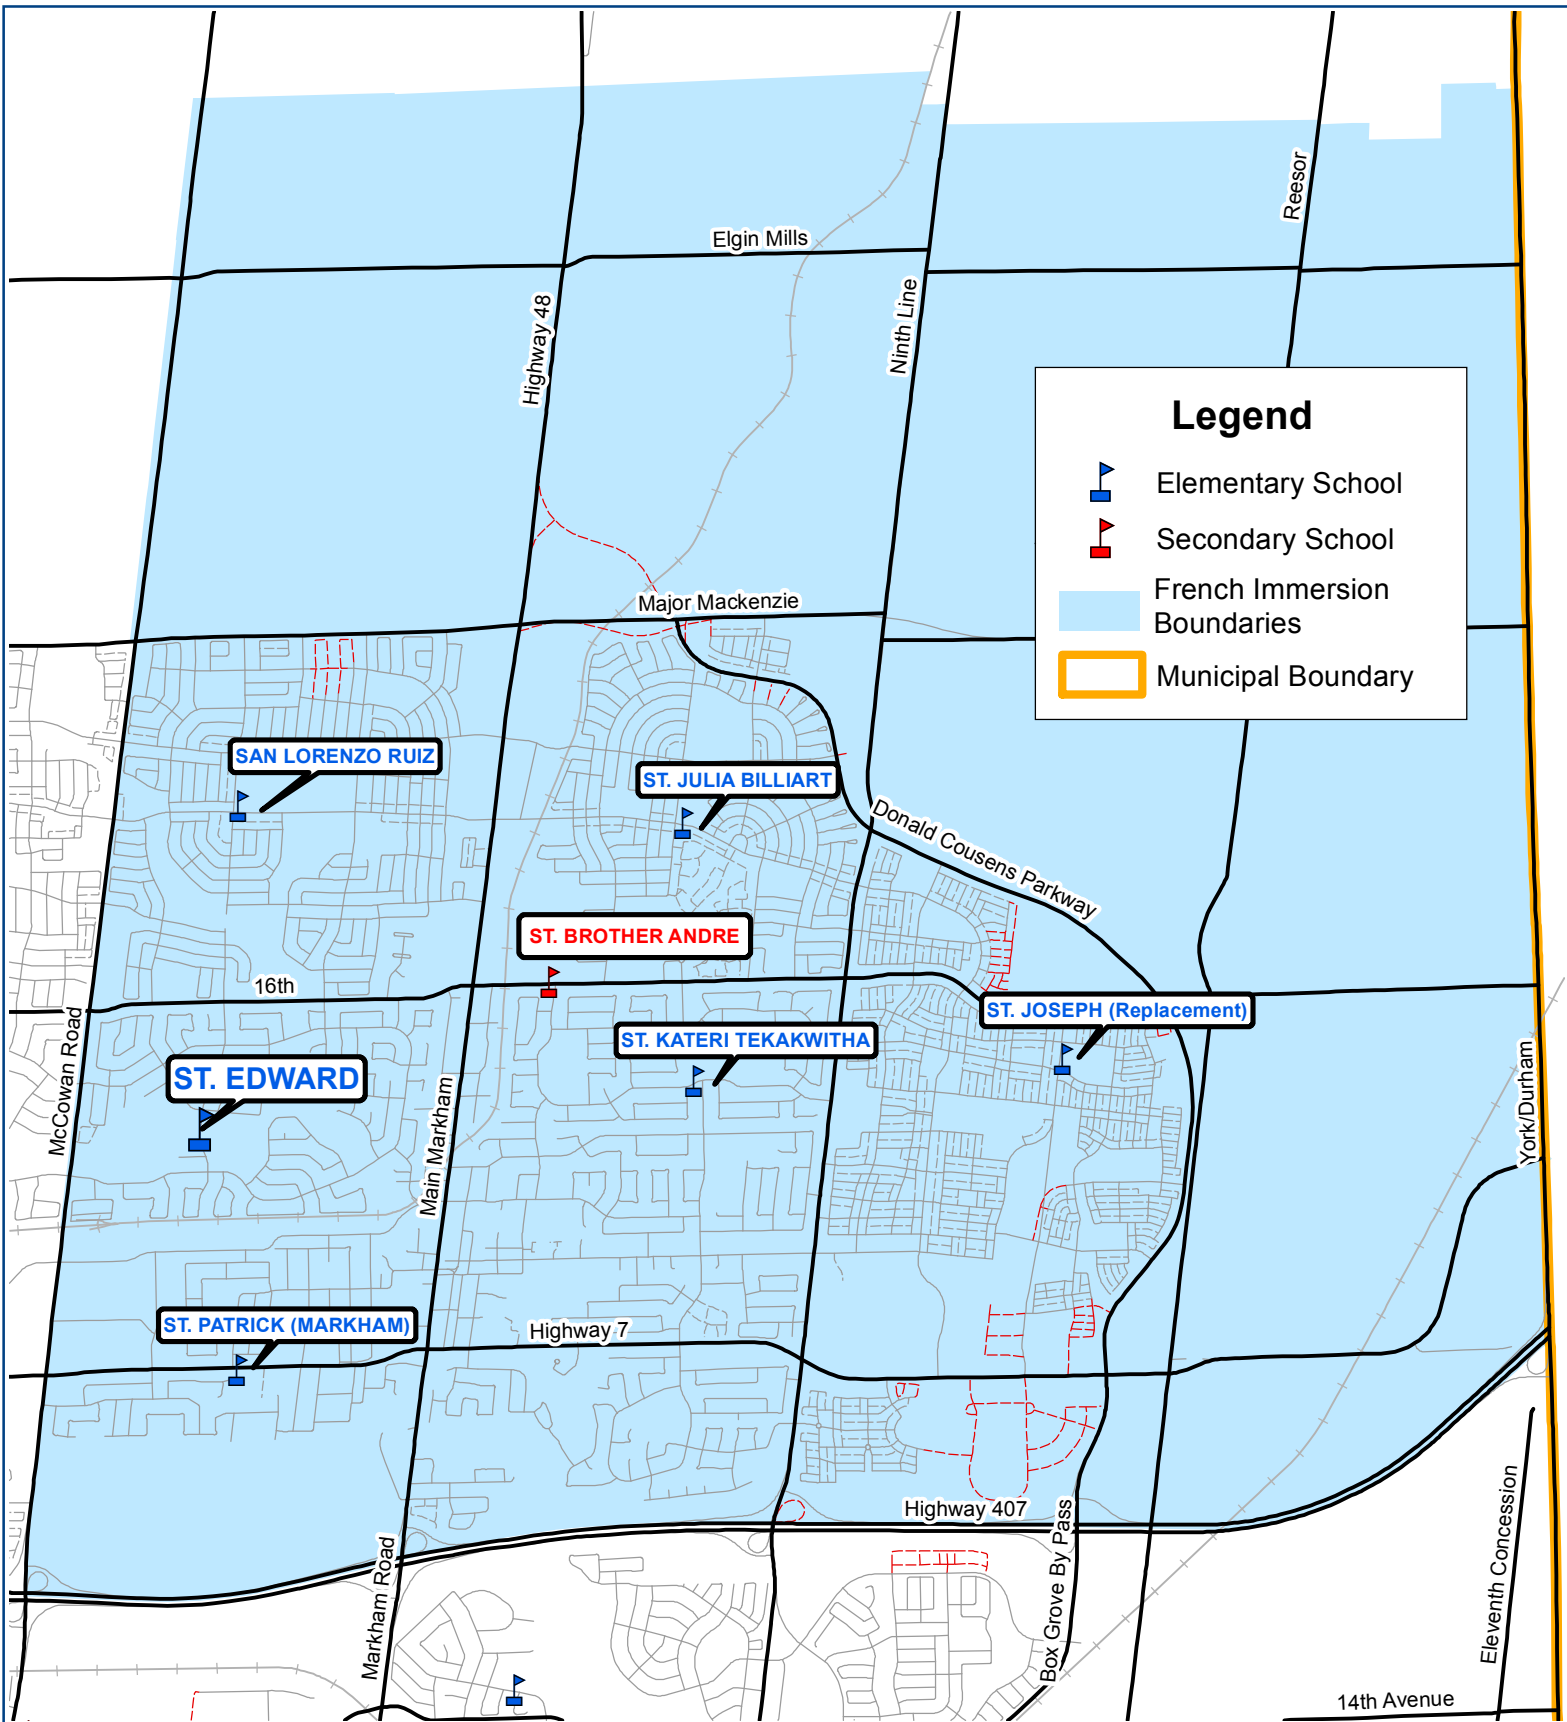 Elgin Mills
Reesor
Highway 48
Ninth Line
Legend
Elementary School
Secondary School
French Immersion
Boundaries
Municipal Boundary
Major Mackenzie
SAN LORENZO RUIZ
ST. JULIA BILLIART
Donald Cousens Parkway
ST. BROTHER ANDRE
16th
ST. JOSEPH (Replacement)
ST. KATERI TEKAKWITHA
McCowan Road
ST. EDWARD
Main Markham
York/Durham
ST. PATRICK (MARKHAM)
Highway 7
Highway 407
Markham Road
Box Grove By Pass
Eleventh Concession
14th Avenue